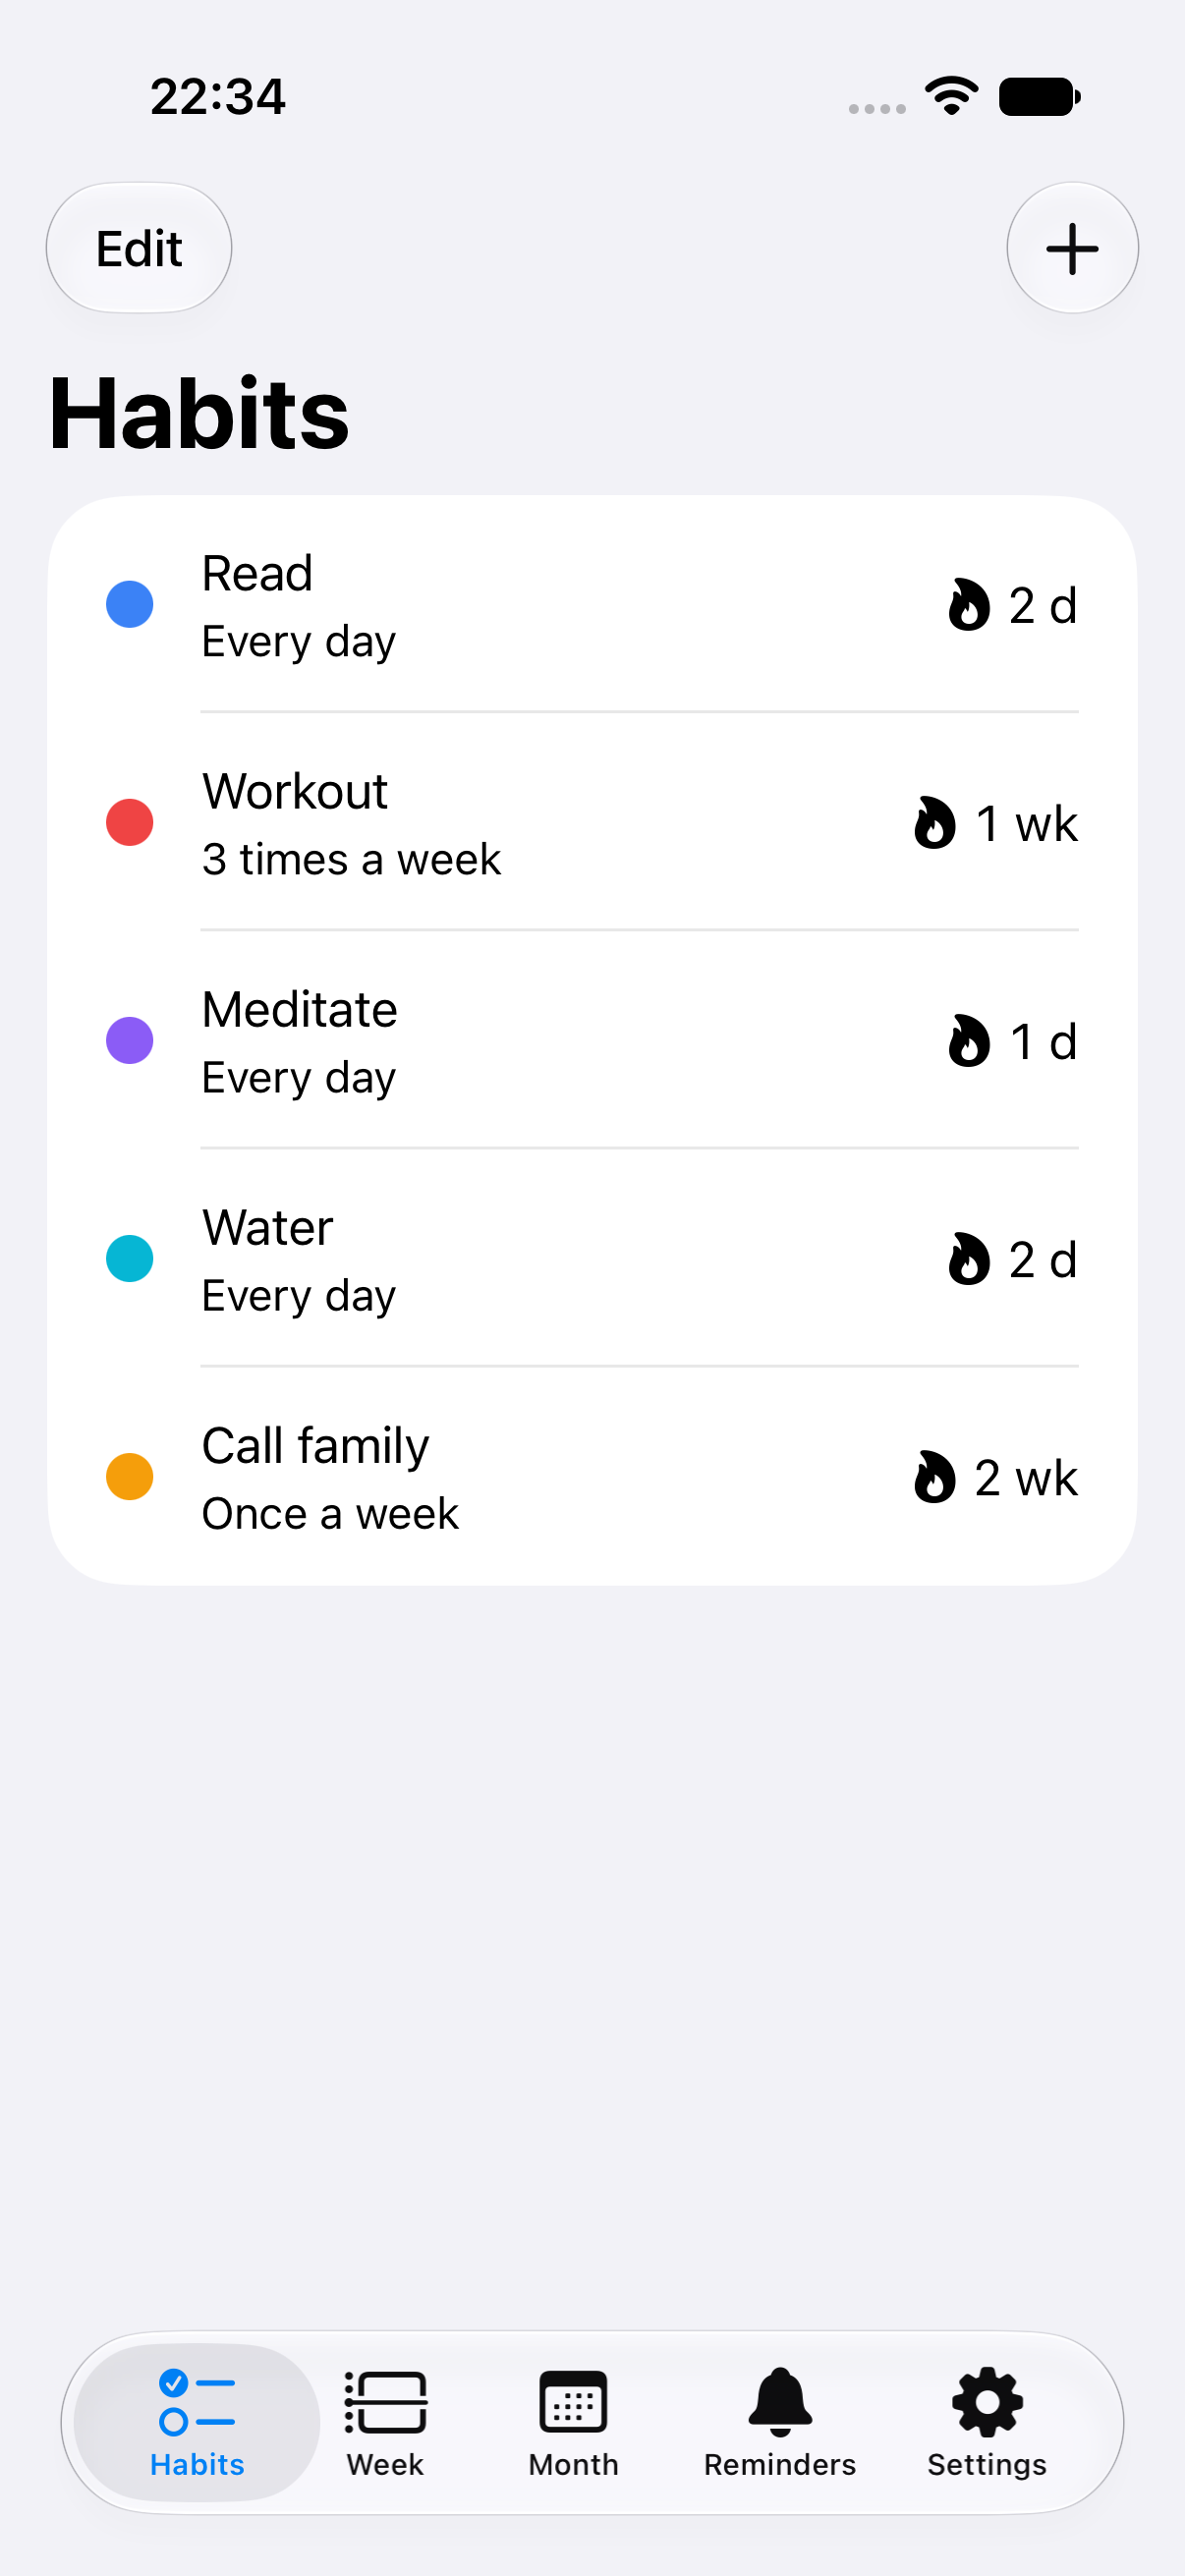 22:34
Edit
Habits
Read
Every day
2 d
Workout
3 times a week
1 wk
Meditate
Every day
1 d
Water
Every day
2 d
Call family
Once a week
2 wk
Habits
Week
Month
Reminders
Settings